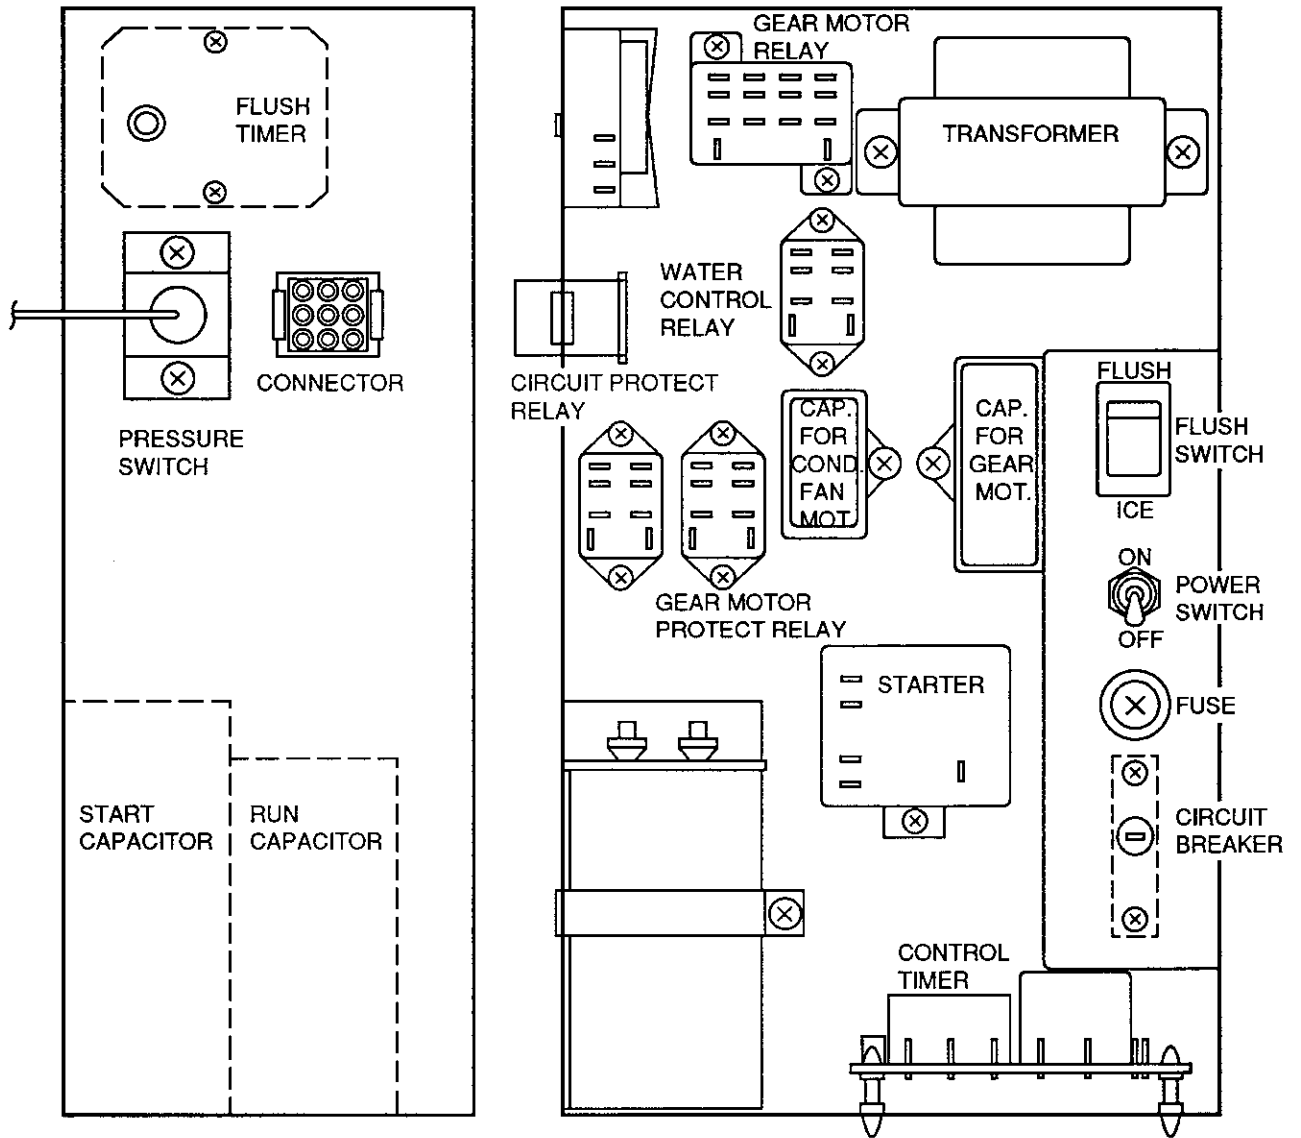 FLUSH
TIMER
CONNECTOR
PRESSURE
SWITCH
START
CAPACITOR
RUN
CAPACITOR
GEAR MOTOR
RELAY
TRANSFORMER
WATER
CONTROL
RELAY
CIRCUIT PROTECT
RELAY
CAP.
FOR
COND.
FAN
MOT.
CAP.
FOR
GEAR
MOT.
FLUSH
FLUSH
SWITCH
ICE
ON
POWER
SWITCH
OFF
GEAR MOTOR
PROTECT RELAY
STARTER
FUSE
CIRCUIT
BREAKER
CONTROL
TIMER